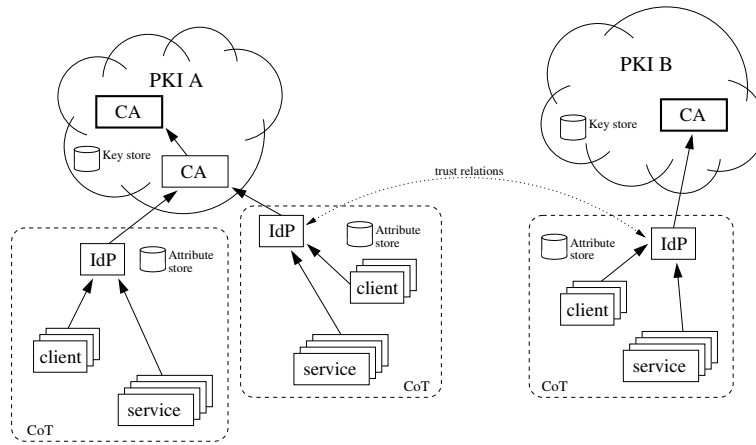 PKI A
CA
Key store
CA
PKI B
CA
Key store
trust relations
IdP
Attribute
store
client
service
CoT
IdP
Attribute
store
client
service
CoT
IdP
Attribute
store
client
service
CoT